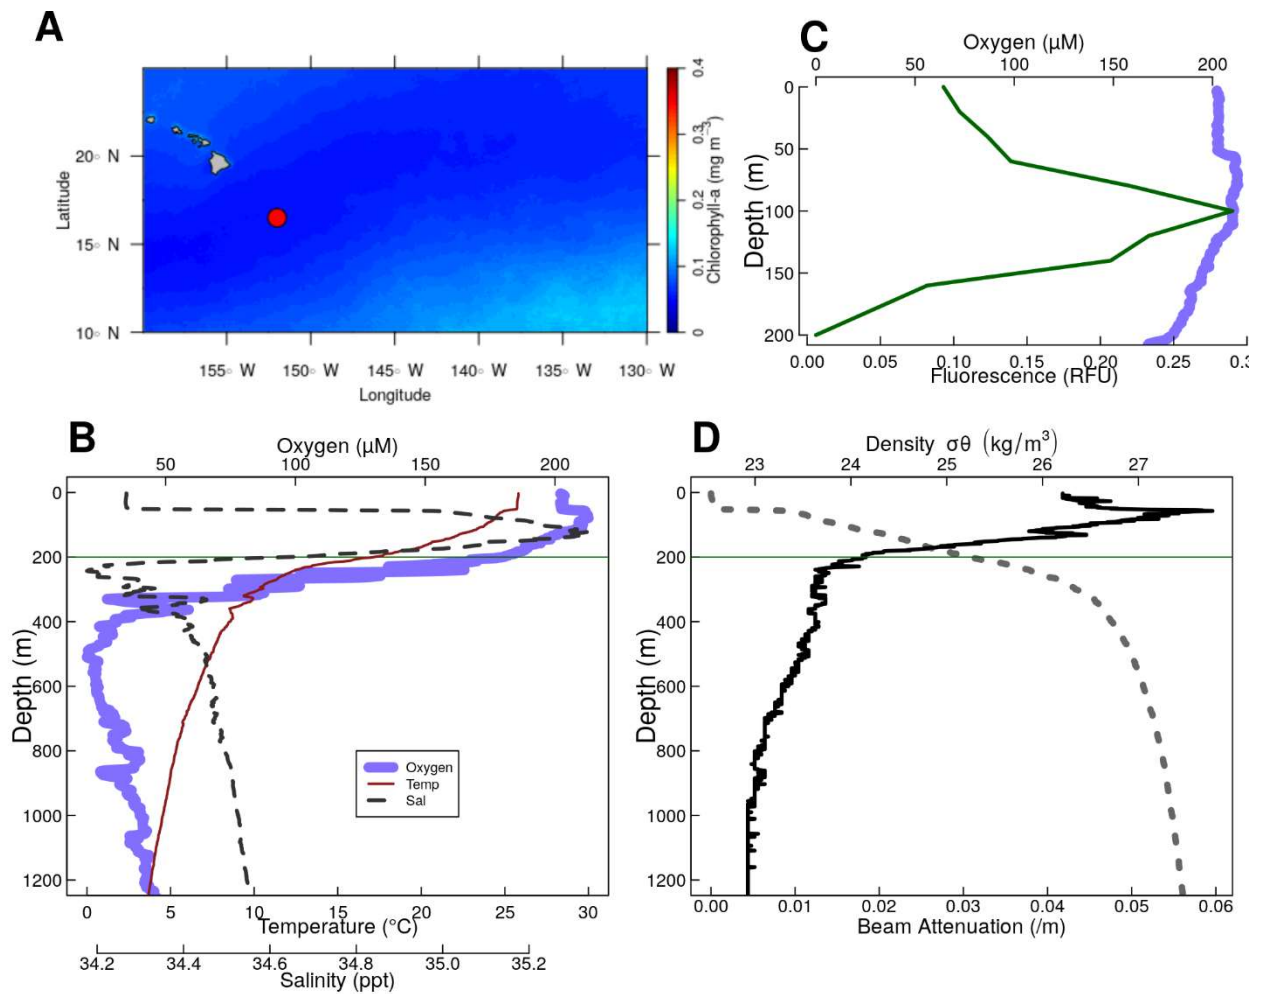 A
20° N
15° N
10° N
Latitude
155° W 150° W 145° W 140° W 135° W 130° W
Longitude
0 0.1 0.2 0.3 0.4
Chlorophyll-a (mg m⁻³)
C
Oxygen (µM)
0 50 100 150 200
0
50
100
150
200
Depth (m)
0.00 0.05 0.10 0.15 0.20 0.25 0.3
Fluorescence (RFU)
B
Oxygen (µM)
50 100 150 200
0
200
400
600
800
1000
1200
Depth (m)
Oxygen
Temp
Sal
0 5 10 15 20 25 30
Temperature (°C)
34.2 34.4 34.6 34.8 35.0 35.2
Salinity (ppt)
D
Density σθ (kg/m³)
23 24 25 26 27
0
200
400
600
800
1000
1200
Depth (m)
0.00 0.01 0.02 0.03 0.04 0.05 0.06
Beam Attenuation (/m)